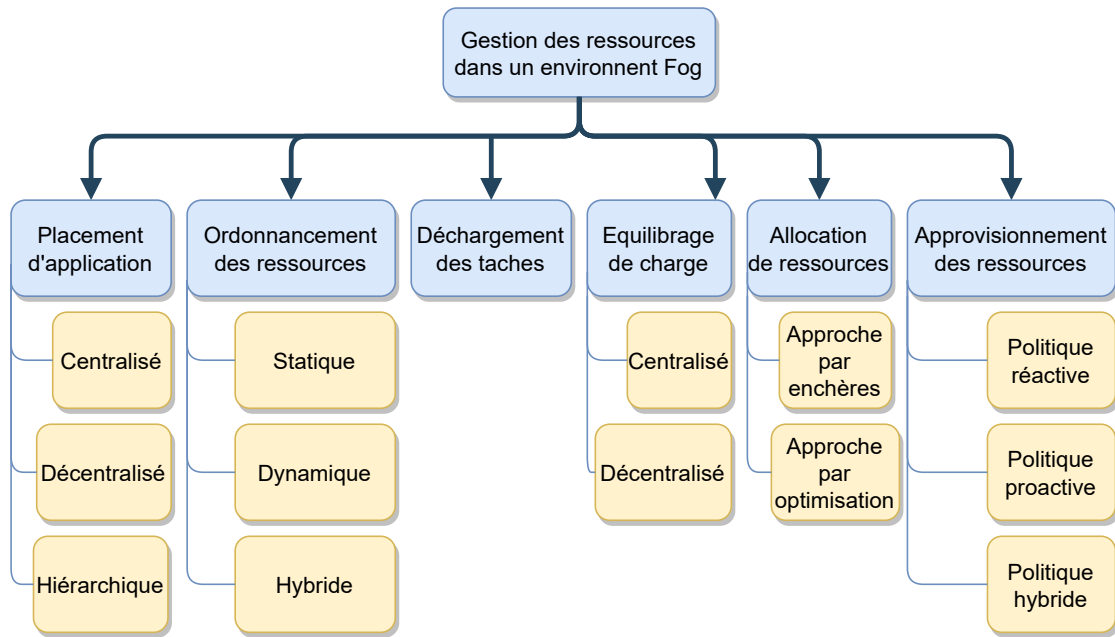 Gestion des ressources
dans un environnent Fog
Placement
d'application
Ordonnancement
des ressources
Déchargement
des taches
Equilibrage
de charge
Allocation
de ressources
Approvisionnement
des ressources
Centralisé
Décentralisé
Hiérarchique
Statique
Dynamique
Hybride
Centralisé
Décentralisé
Approche
par
enchères
Approche
par
optimisation
Politique
réactive
Politique
proactive
Politique
hybride